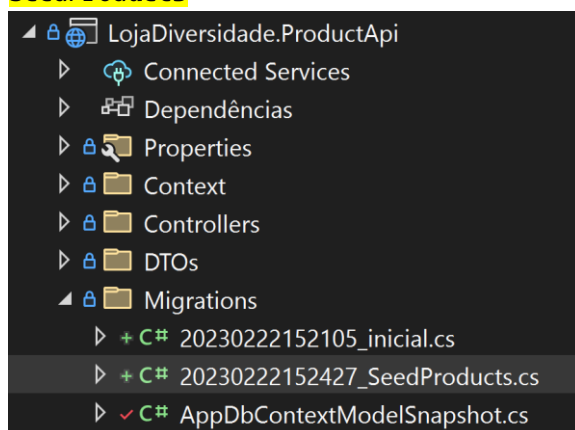 LojaDiversidade.ProductApi
Connected Services
Dependências
Properties
Context
Controllers
DTOs
Migrations
C# 20230222152105_inicial.cs
C# 20230222152427_SeedProducts.cs
C# AppDbContextModelSnapshot.cs